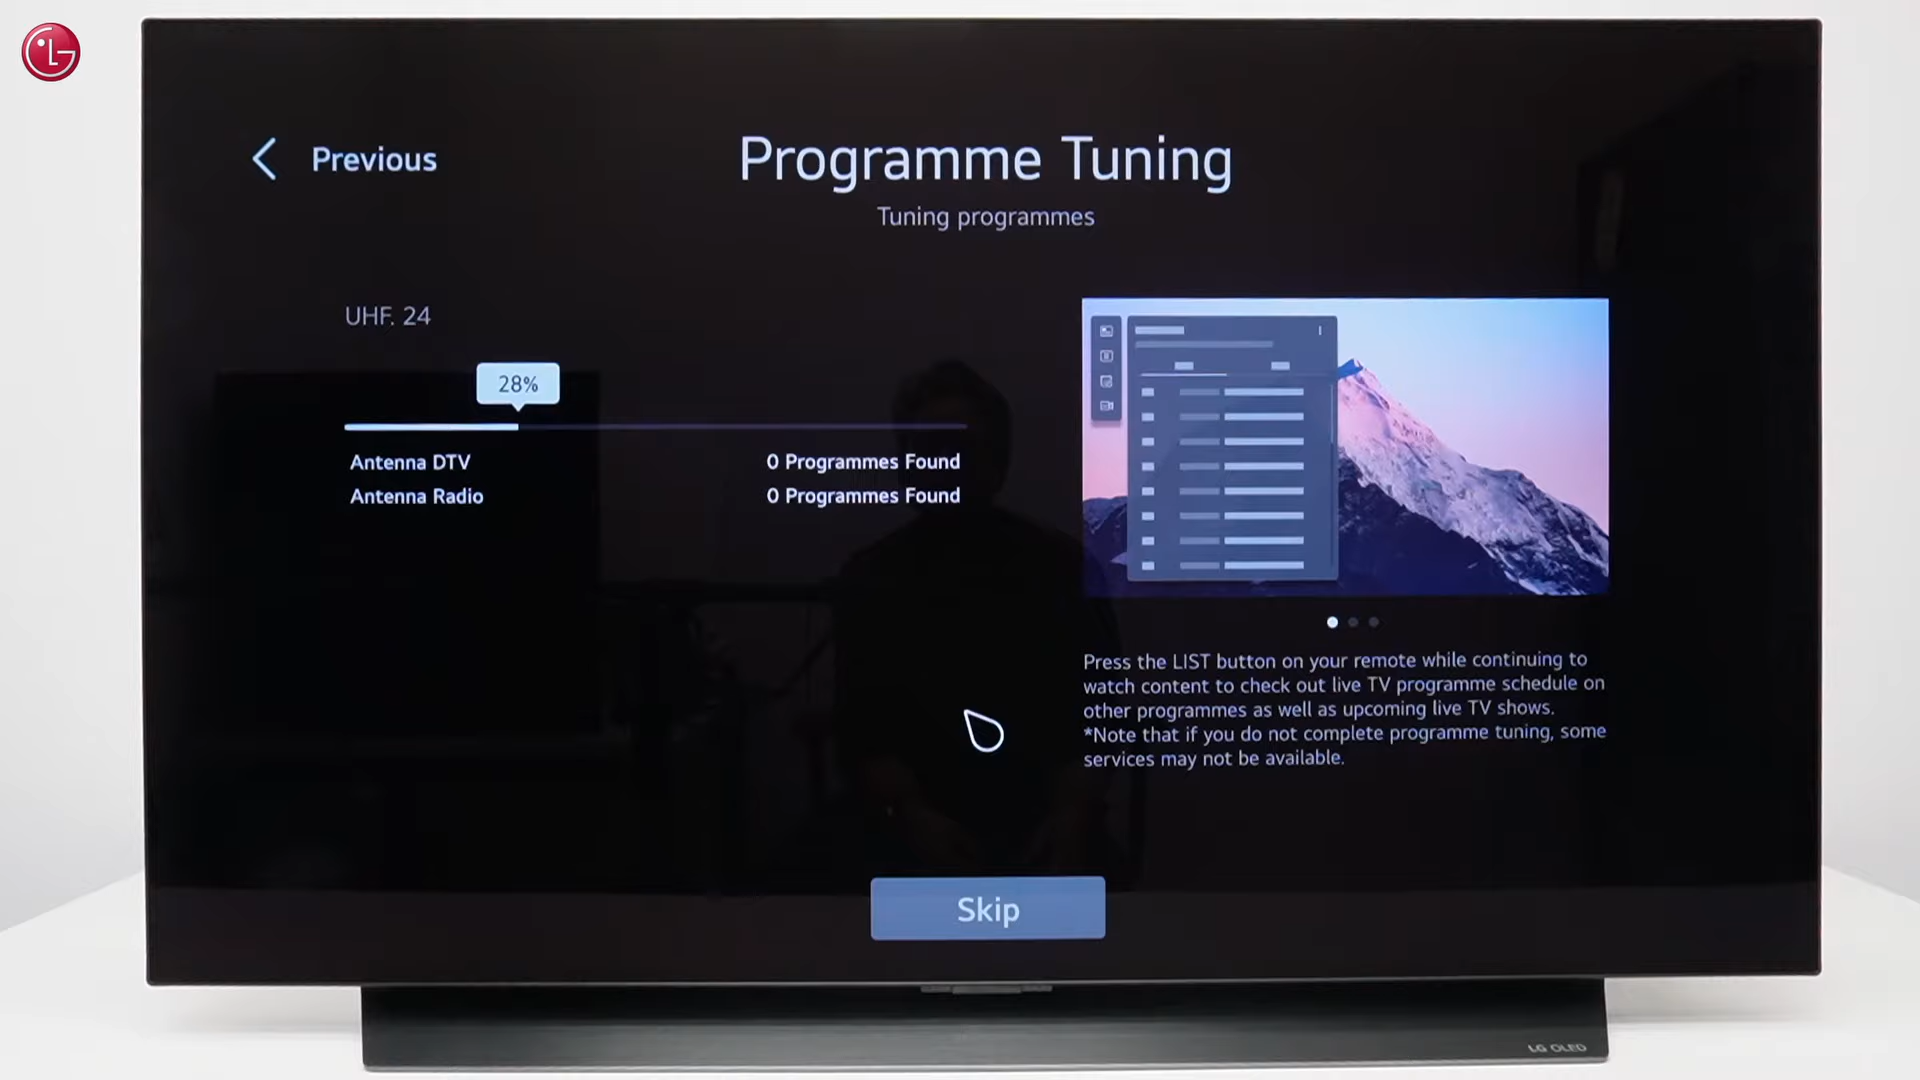 Previous
Programme Tuning
Tuning programmes
UHF. 24
28%
Antenna DTV 0 Programmes Found
Antenna Radio 0 Programmes Found
Press the LIST button on your remote while continuing to
watch content to check out live TV programme schedule on
other programmes as well as upcoming live TV shows.
*Note that if you do not complete programme tuning, some
services may not be available.
Skip
LG OLED